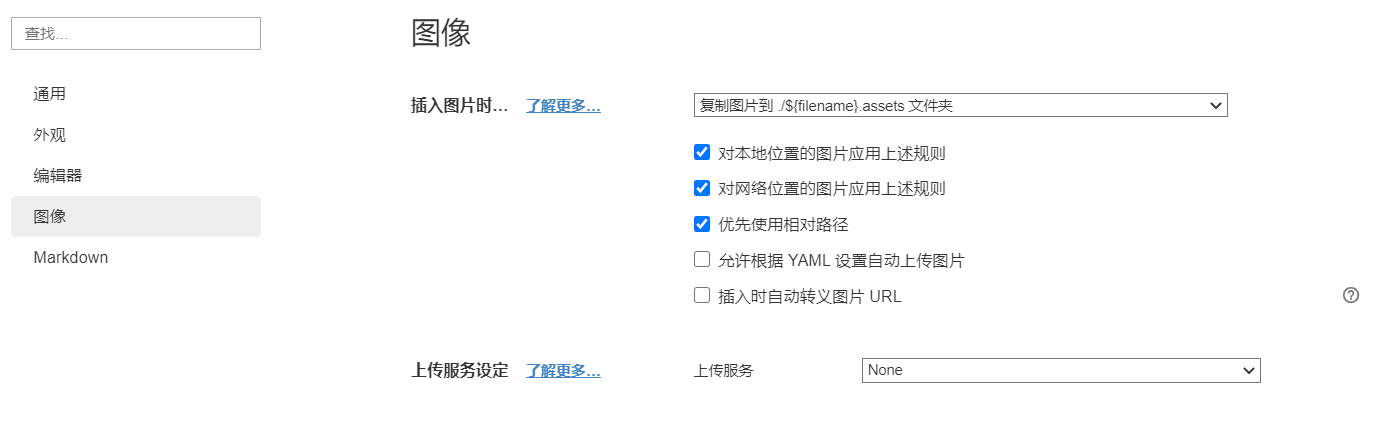 查找...
通用
外观
编辑器
图像
Markdown
图像
插入图片时... 了解更多... 复制图片到 ./${filename}.assets 文件夹
对本地位置的图片应用上述规则
对网络位置的图片应用上述规则
优先使用相对路径
允许根据 YAML 设置自动上传图片
插入时自动转义图片 URL
上传服务设定 了解更多... 上传服务 None